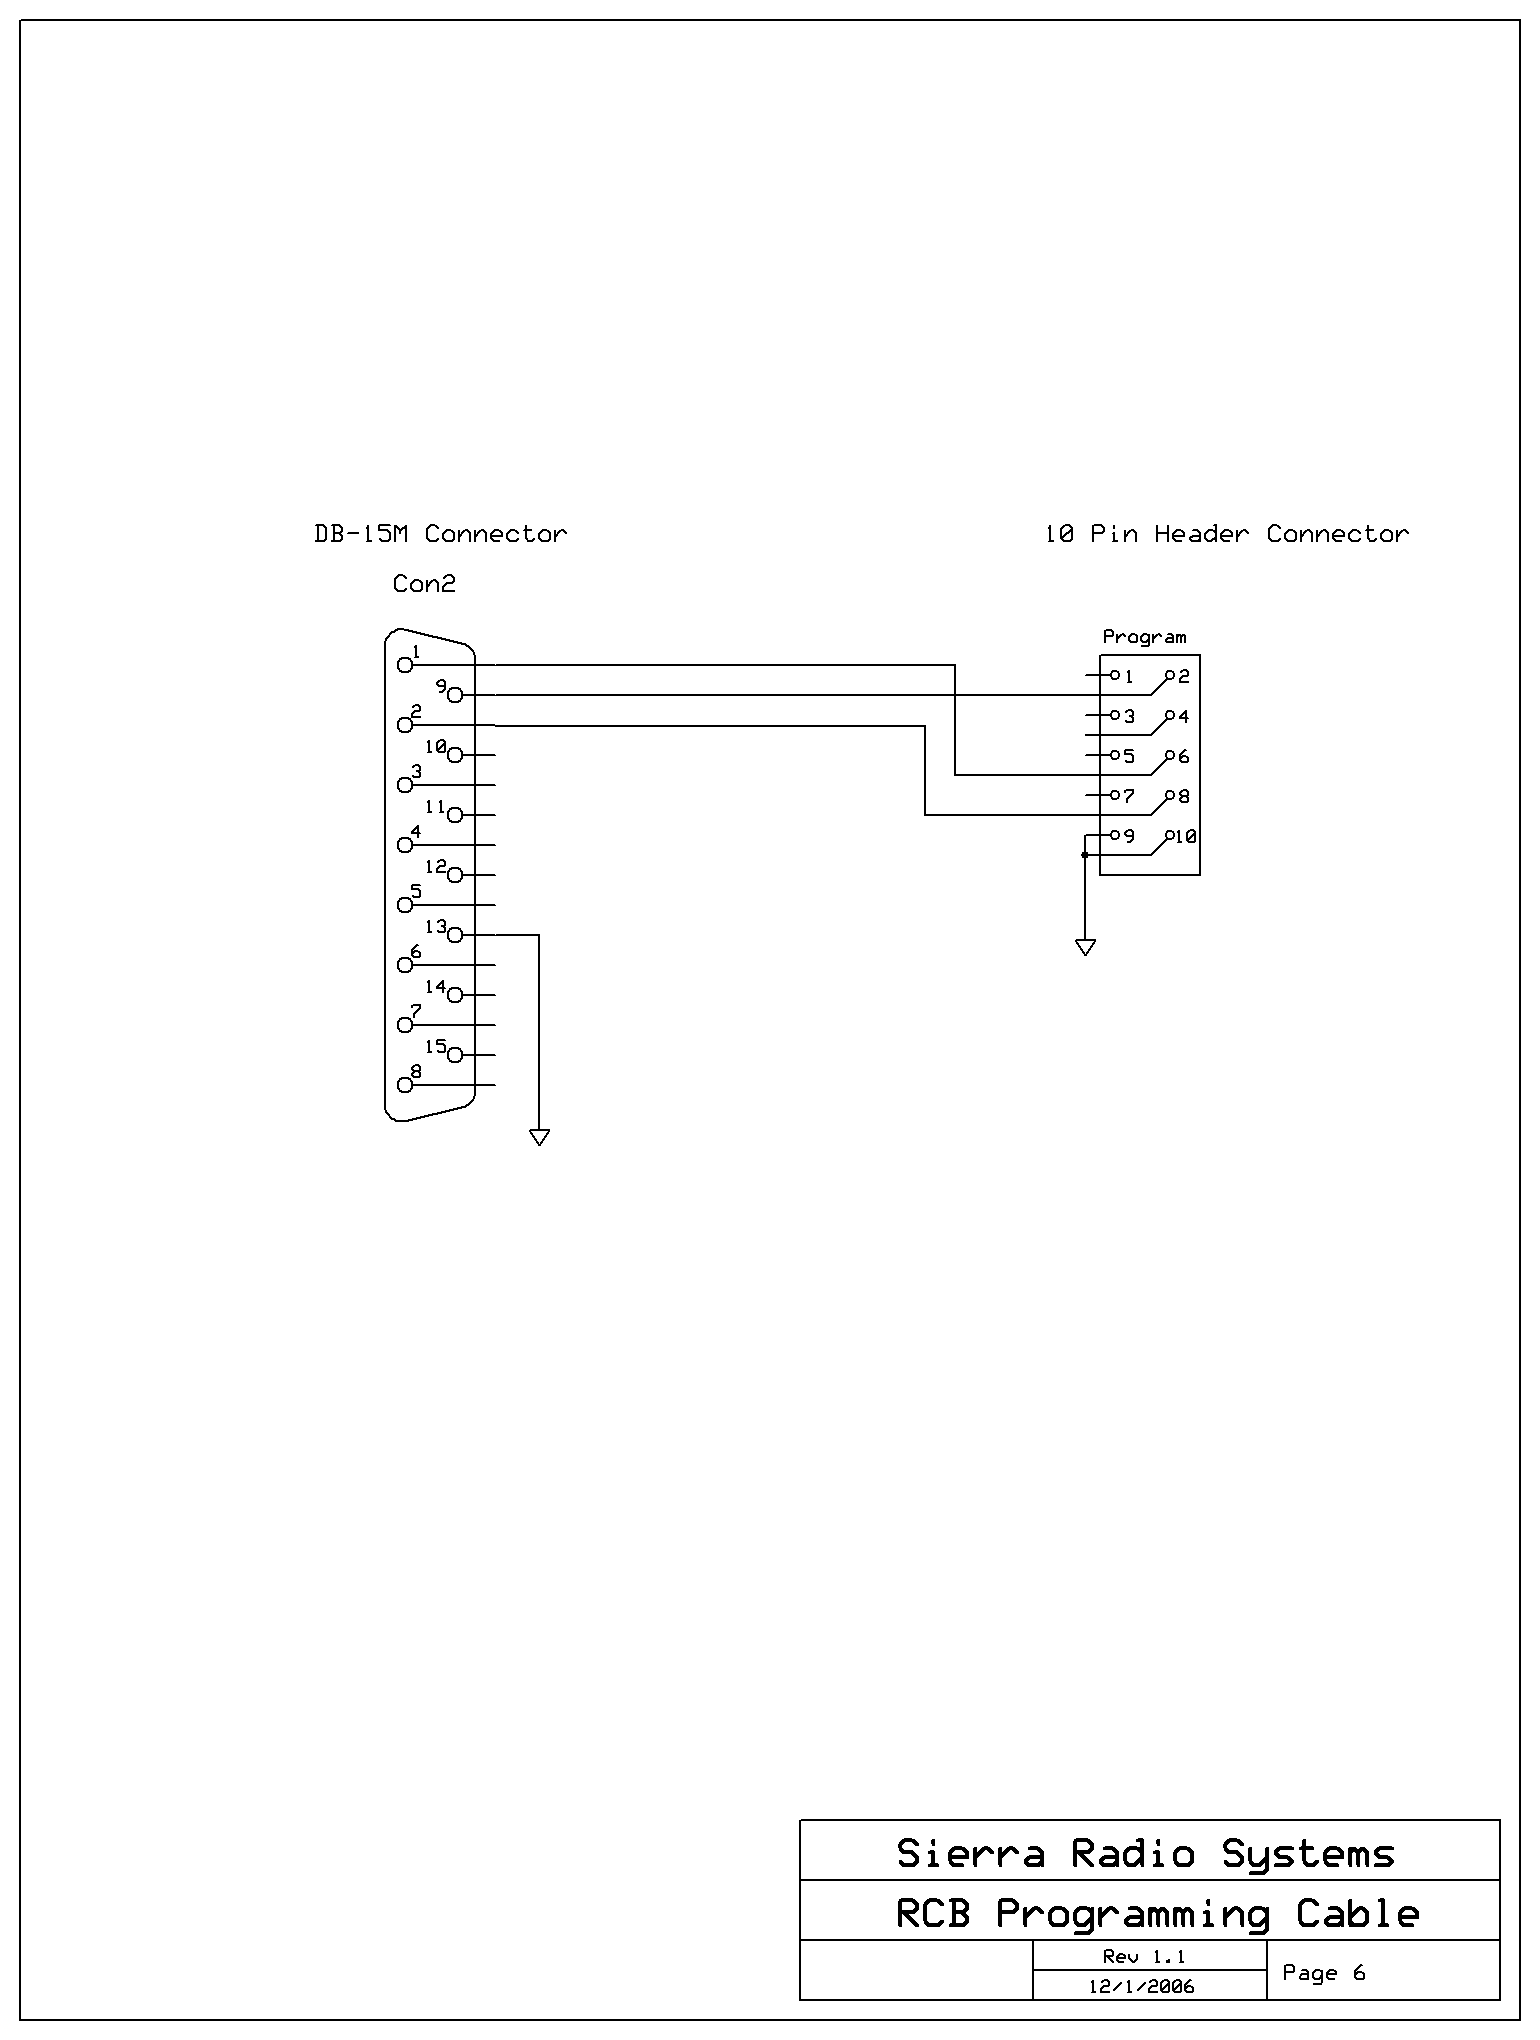 DB-15M Connector
10 Pin Header Connector
Con2
Program
1
9
2
10
3
11
4
12
5
13
6
14
7
15
8
1 2
3 4
5 6
7 8
9 10
Sierra Radio Systems
RCB Programming Cable
Rev 1.1
12/1/2006
Page 6